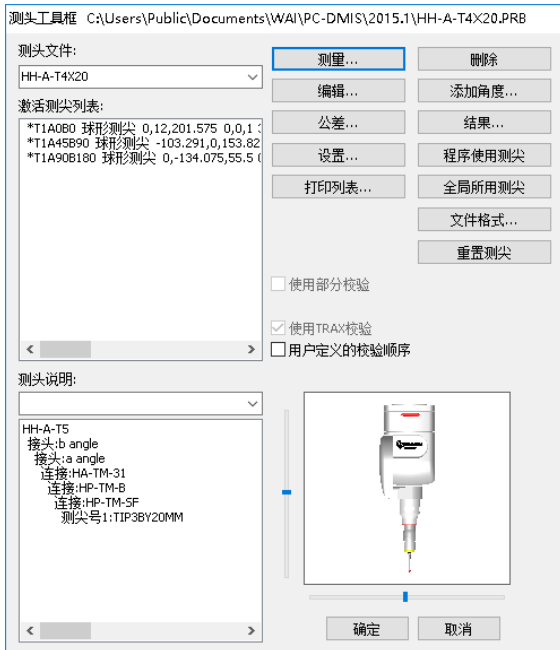 测头工具框 C:\Users\Public\Documents\WAI\PC-DMIS\2015.1\HH-A-T4X20.PRB
测头文件:
HH-A-T4X20
激活测尖列表:
*T1A0B0 球形测尖 0,12,201.575 0,0,1
*T1A45B90 球形测尖 -103.291,0,153.82
*T1A90B180 球形测尖 0,-134.075,55.5
测量...
删除
编辑...
添加角度...
公差...
结果...
设置...
程序使用测尖
打印列表...
全局所用测尖
文件格式...
重置测尖
使用部分校验
使用TRAX校验
用户定义的校验顺序
测头说明:
HH-A-T5
接头:b angle
接头:a angle
连接:HA-TM-31
连接:HP-TM-B
连接:HP-TM-SF
测尖号1:TIP3BY20MM
确定
取消